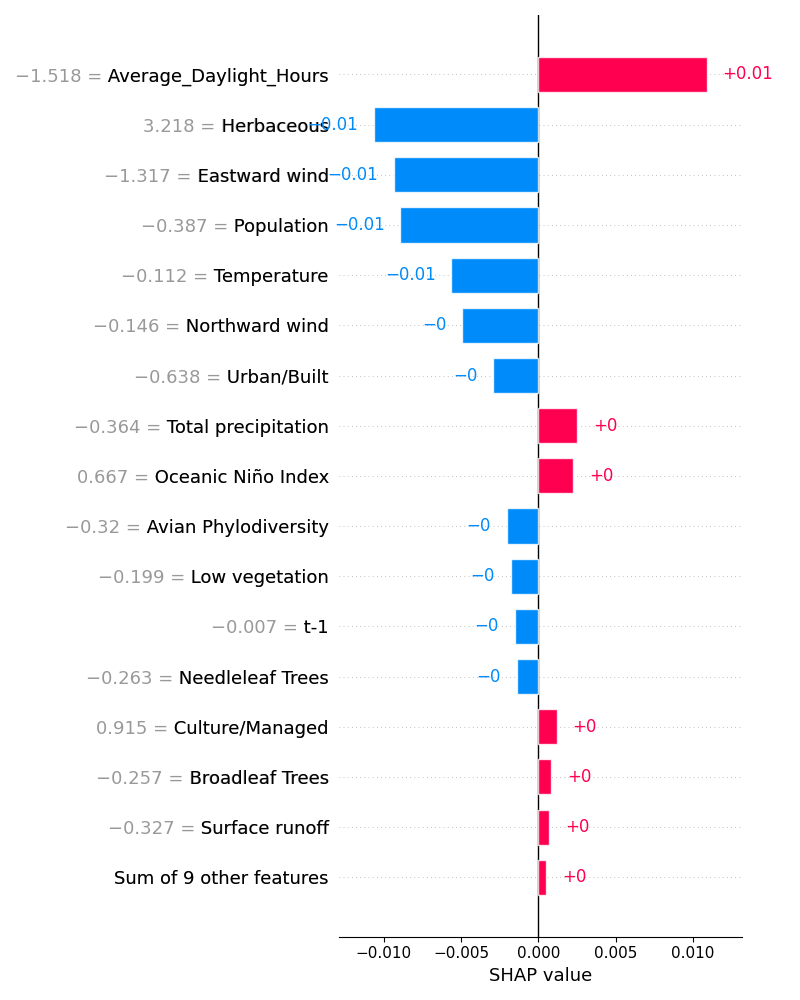 −1.518 = Average_Daylight_Hours +0.01
3.218 = Herbaceous −0.01
−1.317 = Eastward wind −0.01
−0.387 = Population −0.01
−0.112 = Temperature −0.01
−0.146 = Northward wind −0
−0.638 = Urban/Built −0
−0.364 = Total precipitation +0
0.667 = Oceanic Niño Index +0
−0.32 = Avian Phylodiversity −0
−0.199 = Low vegetation −0
−0.007 = t-1 −0
−0.263 = Needleleaf Trees −0
0.915 = Culture/Managed +0
−0.257 = Broadleaf Trees +0
−0.327 = Surface runoff +0
Sum of 9 other features +0
−0.010 −0.005 0.000 0.005 0.010
SHAP value